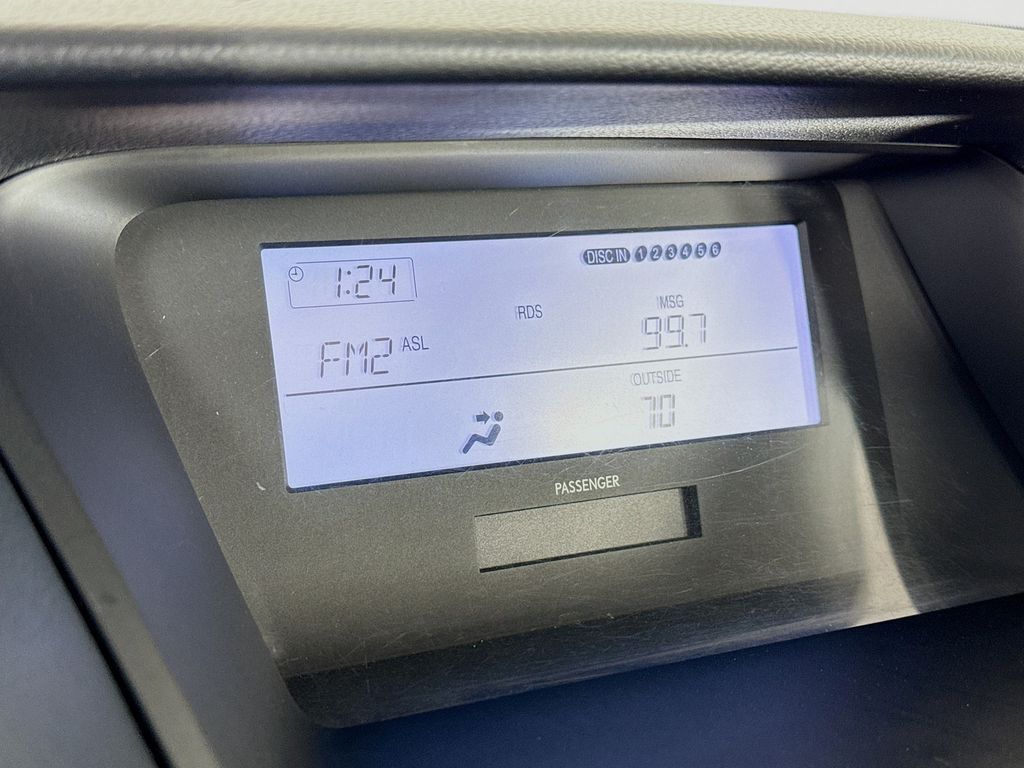 1:24
DISC IN 1 2 3 4 5 6
RDS
MSG
FM2 ASL
99.7
OUTSIDE
70
PASSENGER